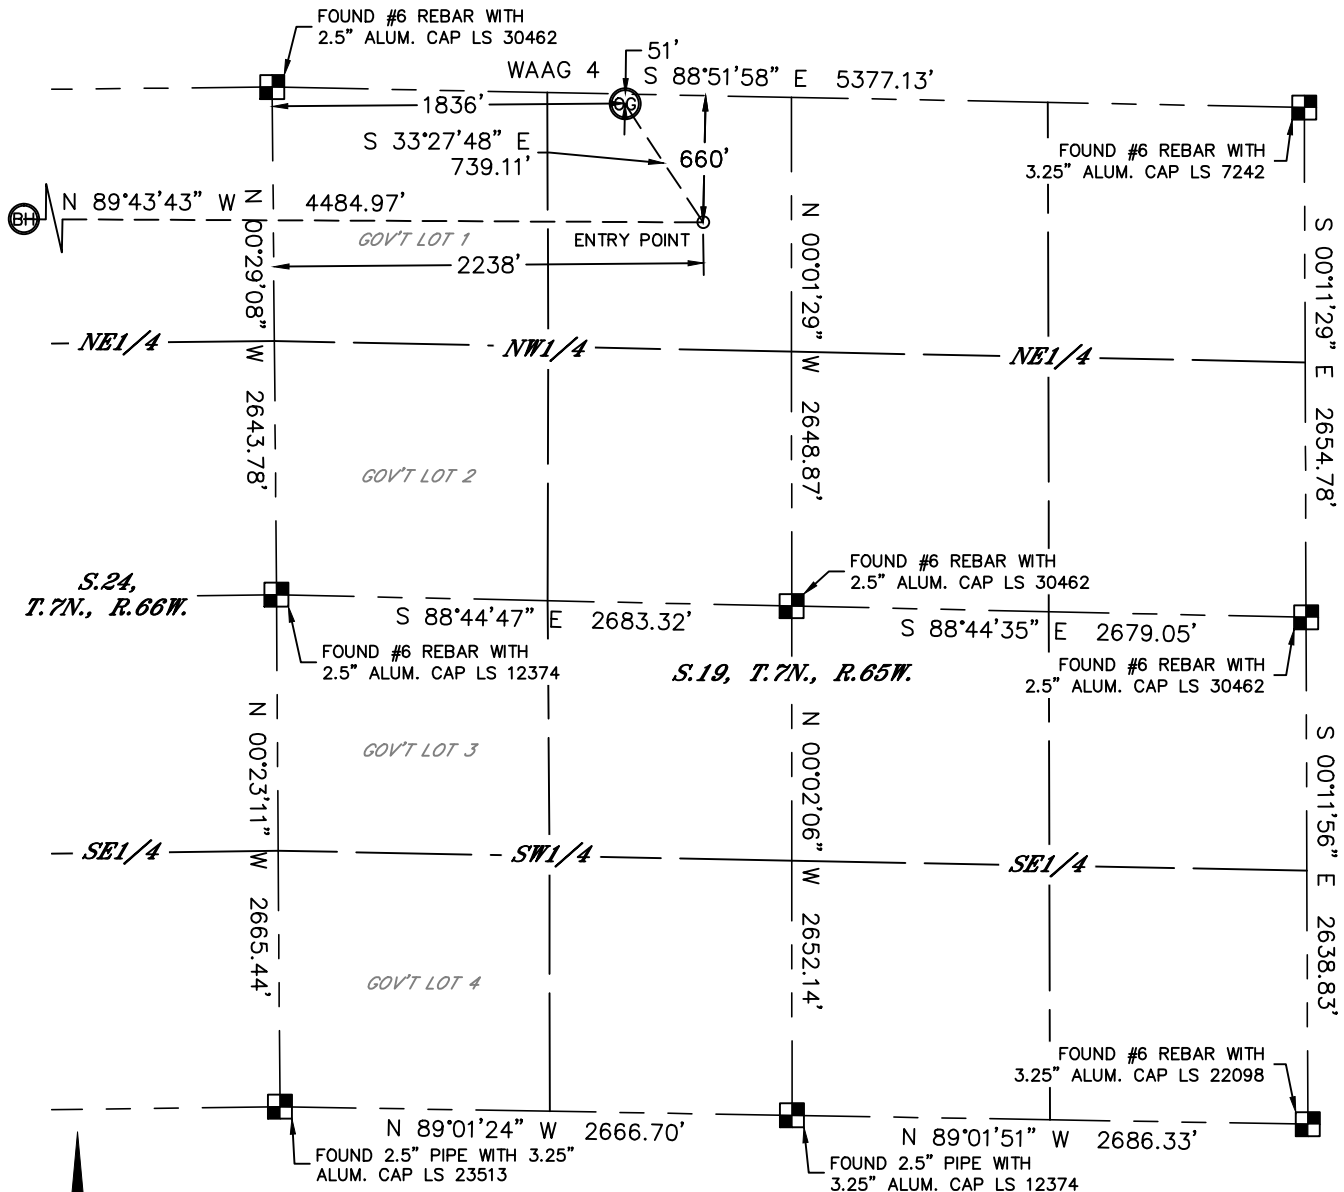 FOUND #6 REBAR WITH
2.5" ALUM. CAP LS 30462
51'
WAAG 4
S 88°51'58" E 5377.13'
OG
1836'
S 33°27'48" E
739.11'
660'
FOUND #6 REBAR WITH
3.25" ALUM. CAP LS 7242
BH
N 89°43'43" W 4484.97'
GOV'T LOT 1
ENTRY POINT
2238'
N 00°29'08" W 2643.78'
N 00°01'29" W 2648.87'
S 00°11'29" E 2654.78'
NE1/4
NW1/4
NE1/4
GOV'T LOT 2
S.24,
T.7N., R.66W.
FOUND #6 REBAR WITH
2.5" ALUM. CAP LS 30462
S 88°44'47" E 2683.32'
S 88°44'35" E 2679.05'
FOUND #6 REBAR WITH
2.5" ALUM. CAP LS 12374
S.19, T.7N., R.65W.
FOUND #6 REBAR WITH
2.5" ALUM. CAP LS 30462
N 00°23'11" W 2665.44'
N 00°02'06" W 2652.14'
S 00°11'56" E 2638.83'
GOV'T LOT 3
SE1/4
SW1/4
SE1/4
GOV'T LOT 4
FOUND #6 REBAR WITH
3.25" ALUM. CAP LS 22098
N 89°01'24" W 2666.70'
N 89°01'51" W 2686.33'
FOUND 2.5" PIPE WITH 3.25"
ALUM. CAP LS 23513
FOUND 2.5" PIPE WITH
3.25" ALUM. CAP LS 12374